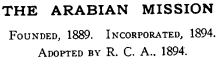 THE ARABIAN MISSION
Founded, 1889. Incorporated, 1894.
Adopted by R. C. A., 1894.